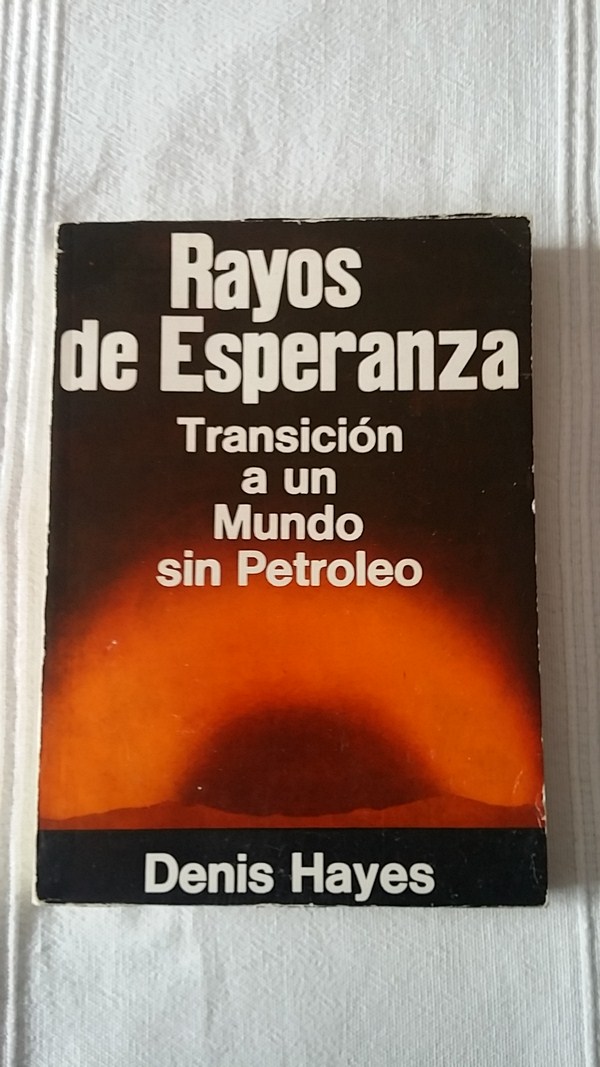 Rayos
de Esperanza
Transición
a un
Mundo
sin Petroleo
Denis Hayes